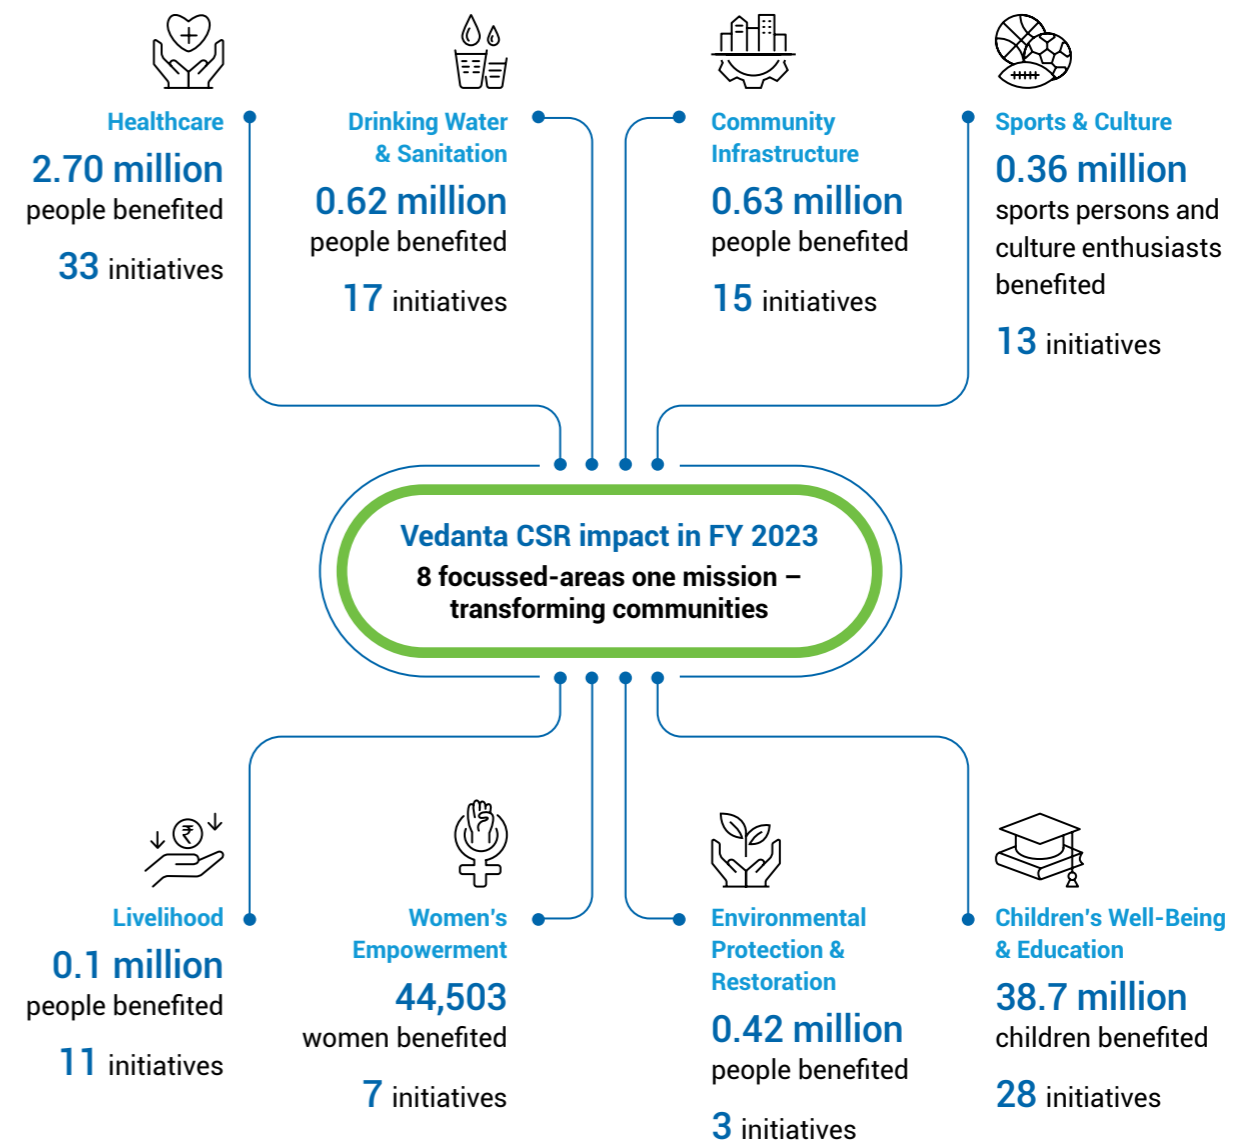 Healthcare
2.70 million
people benefited
33 initiatives
Drinking Water
& Sanitation
0.62 million
people benefited
17 initiatives
Community
Infrastructure
0.63 million
people benefited
15 initiatives
Sports & Culture
0.36 million
sports persons and
culture enthusiasts
benefited
13 initiatives
Vedanta CSR impact in FY 2023
8 focussed-areas one mission –
transforming communities
₹
Livelihood
0.1 million
people benefited
11 initiatives
Women's
Empowerment
44,503
women benefited
7 initiatives
Environmental
Protection &
Restoration
0.42 million
people benefited
3 initiatives
Children's Well-Being
& Education
38.7 million
children benefited
28 initiatives